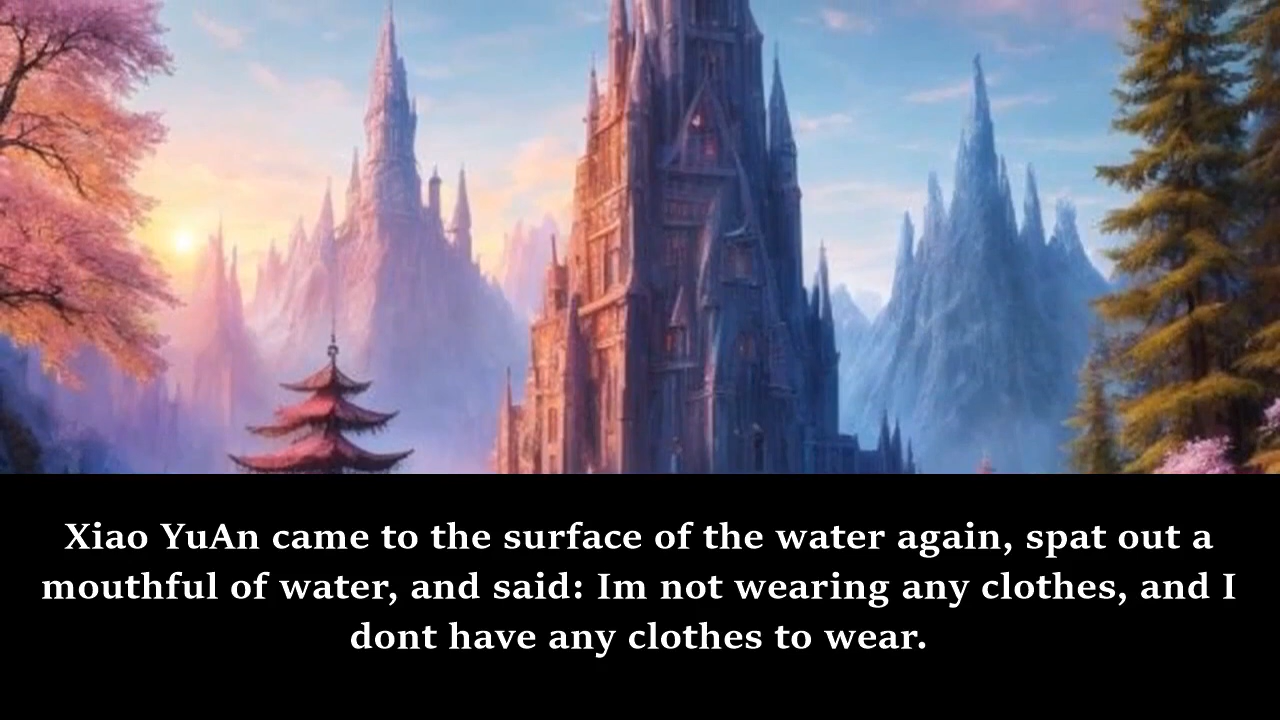 Xiao YuAn came to the surface of the water again, spat out a
mouthful of water, and said: Im not wearing any clothes, and I
dont have any clothes to wear.